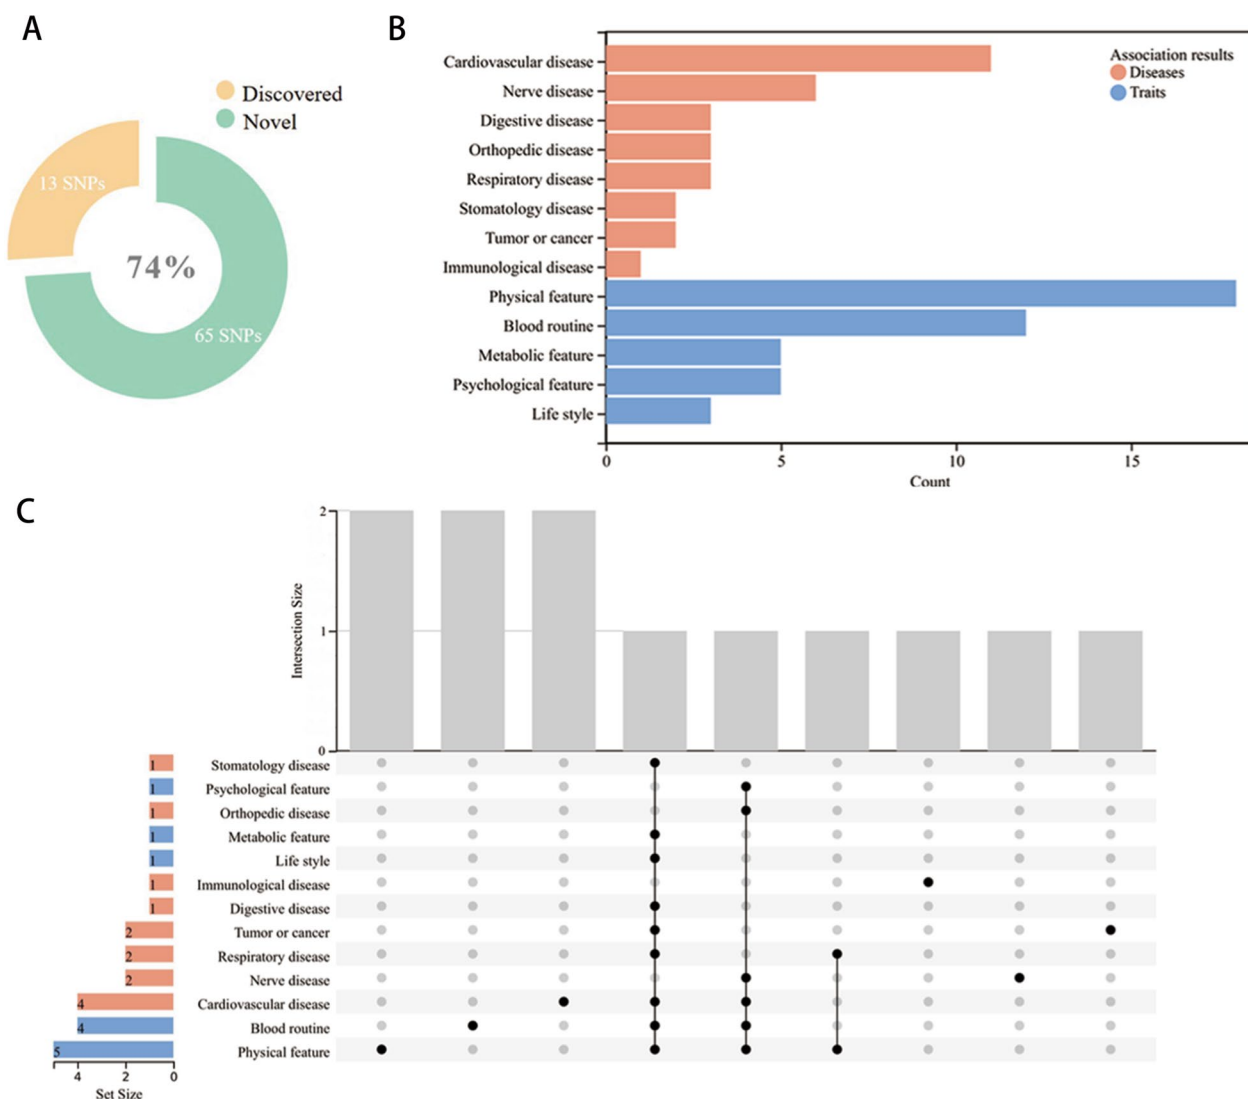 A
Discovered
Novel
13 SNPs
74%
65 SNPs
B
Association results
Diseases
Traits
Cardiovascular disease
Nerve disease
Digestive disease
Orthopedic disease
Respiratory disease
Stomatology disease
Tumor or cancer
Immunological disease
Physical feature
Blood routine
Metabolic feature
Psychological feature
Life style
0 5 10 15
Count
C
2
1
0
Intersection Size
1 Stomatology disease
1 Psychological feature
1 Orthopedic disease
1 Metabolic feature
1 Life style
1 Immunological disease
1 Digestive disease
2 Tumor or cancer
2 Respiratory disease
2 Nerve disease
4 Cardiovascular disease
4 Blood routine
5 Physical feature
4 2 0
Set Size